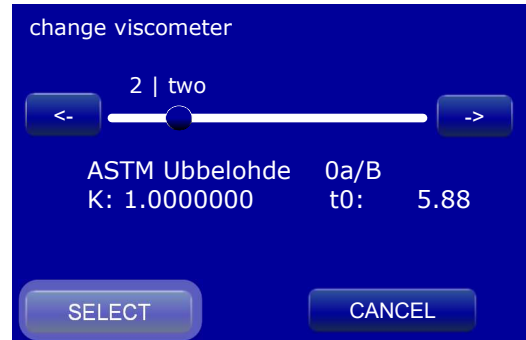 change viscometer
2 | two
<- ->
ASTM Ubbelohde 0a/B
K: 1.0000000 t0: 5.88
SELECT CANCEL